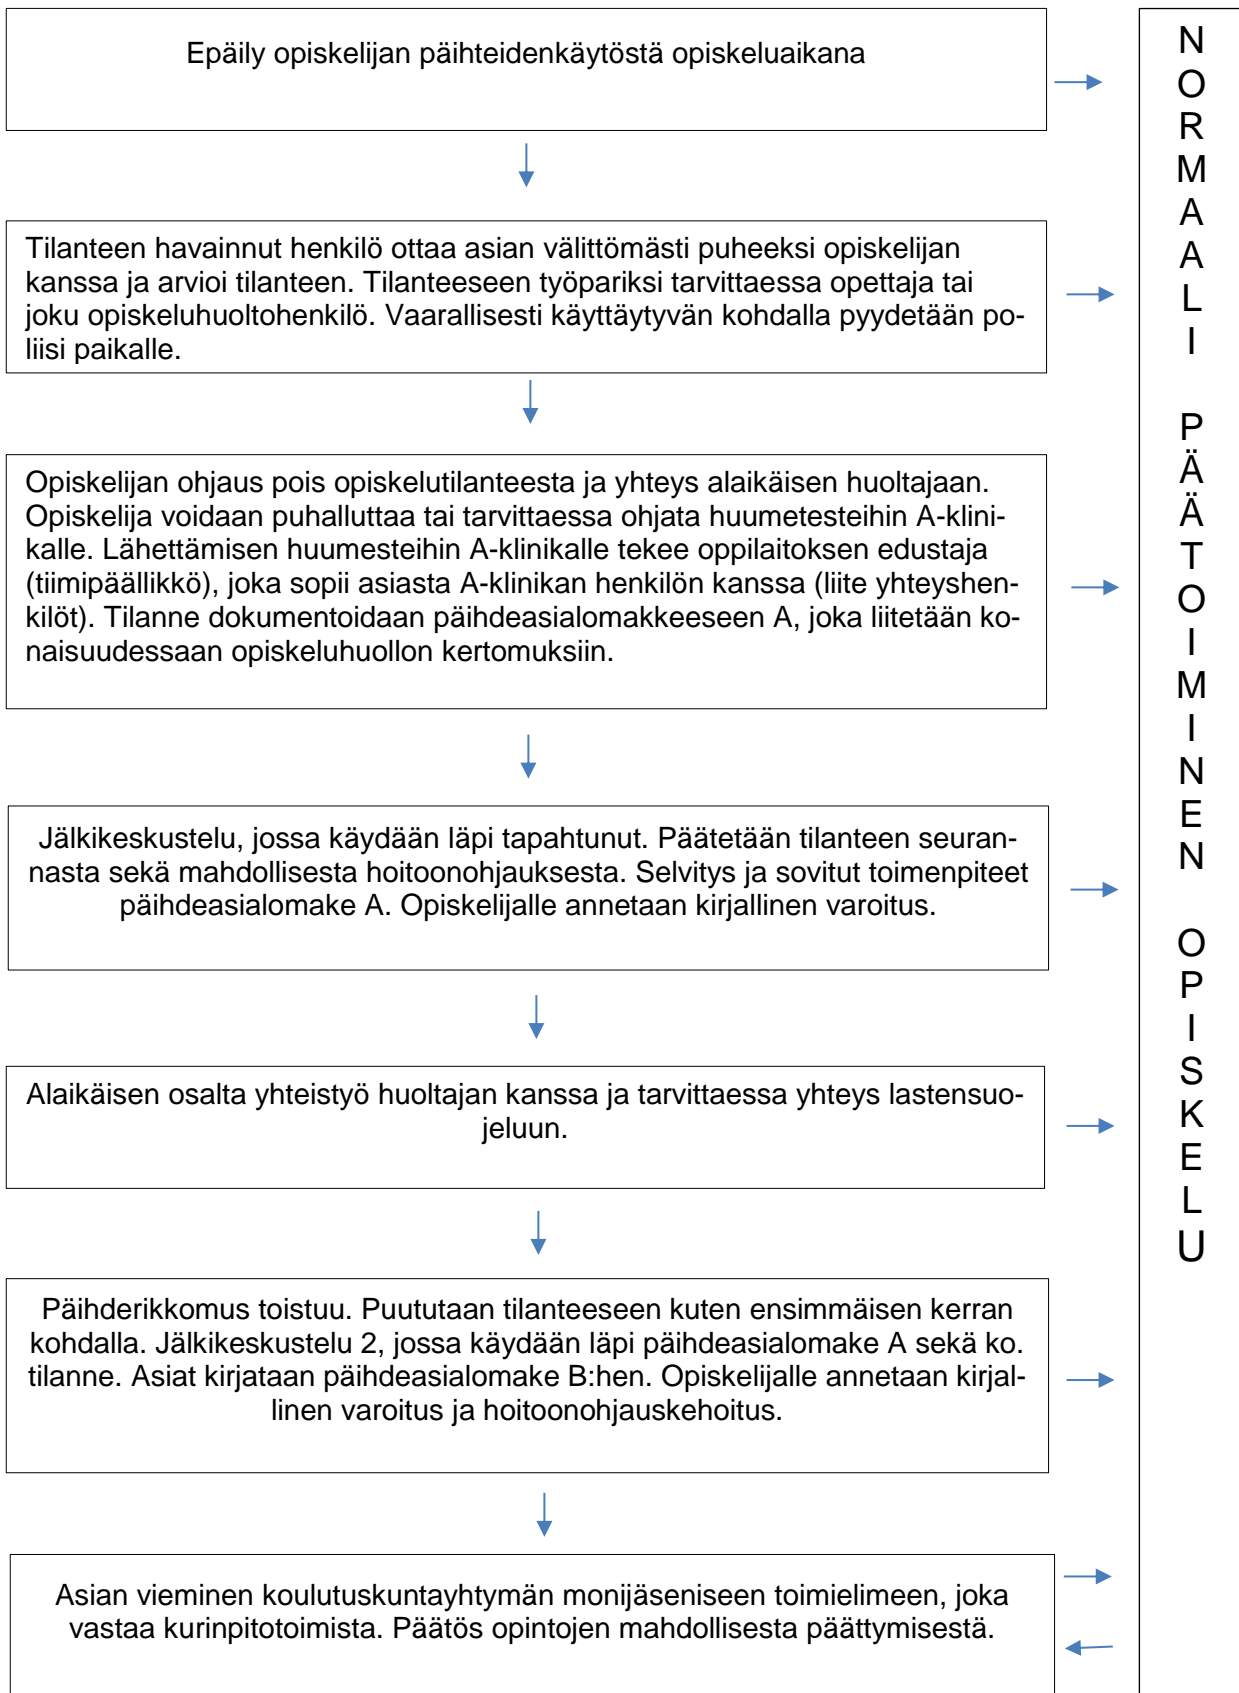 Epäily opiskelijan päihteidenkäytöstä opiskeluaikana
Tilanteen havainnut henkilö ottaa asian välittömästi puheeksi opiskelijan
kanssa ja arvioi tilanteen. Tilanteeseen työpariksi tarvittaessa opettaja tai
joku opiskeluhuoltohenkilö. Vaarallisesti käyttäytyvän kohdalla pyydetään po-
liisi paikalle.
Opiskelijan ohjaus pois opiskelutilanteesta ja yhteys alaikäisen huoltajaan.
Opiskelija voidaan puhalluttaa tai tarvittaessa ohjata huumetesteihin A-klini-
kalle. Lähettämisen huumesteihin A-klinikalle tekee oppilaitoksen edustaja
(tiimipäällikkö), joka sopii asiasta A-klinikan henkilön kanssa (liite yhteyshen-
kilöt). Tilanne dokumentoidaan päihdeasialomakkeeseen A, joka liitetään ko-
konaisuudessaan opiskeluhuollon kertomuksiin.
Jälkikeskustelu, jossa käydään läpi tapahtunut. Päätetään tilanteen seuran-
nasta sekä mahdollisesta hoitoonohjauksesta. Selvitys ja sovitut toimenpiteet
päihdeasialomake A. Opiskelijalle annetaan kirjallinen varoitus.
Alaikäisen osalta yhteistyö huoltajan kanssa ja tarvittaessa yhteys lastensuo-
jeluun.
Päihderikkomus toistuu. Puututaan tilanteeseen kuten ensimmäisen kerran
kohdalla. Jälkikeskustelu 2, jossa käydään läpi päihdeasialomake A sekä ko.
tilanne. Asiat kirjataan päihdeasialomake B:hen. Opiskelijalle annetaan kirjal-
linen varoitus ja hoitoonohjauskehoitus.
Asian vieminen koulutuskuntayhtymän monijäseniseen toimielimeen, joka
vastaa kurinpitotoimista. Päätös opintojen mahdollisesta päättymisestä.
NORMAALI PÄÄTOIMINEN OPISKELU